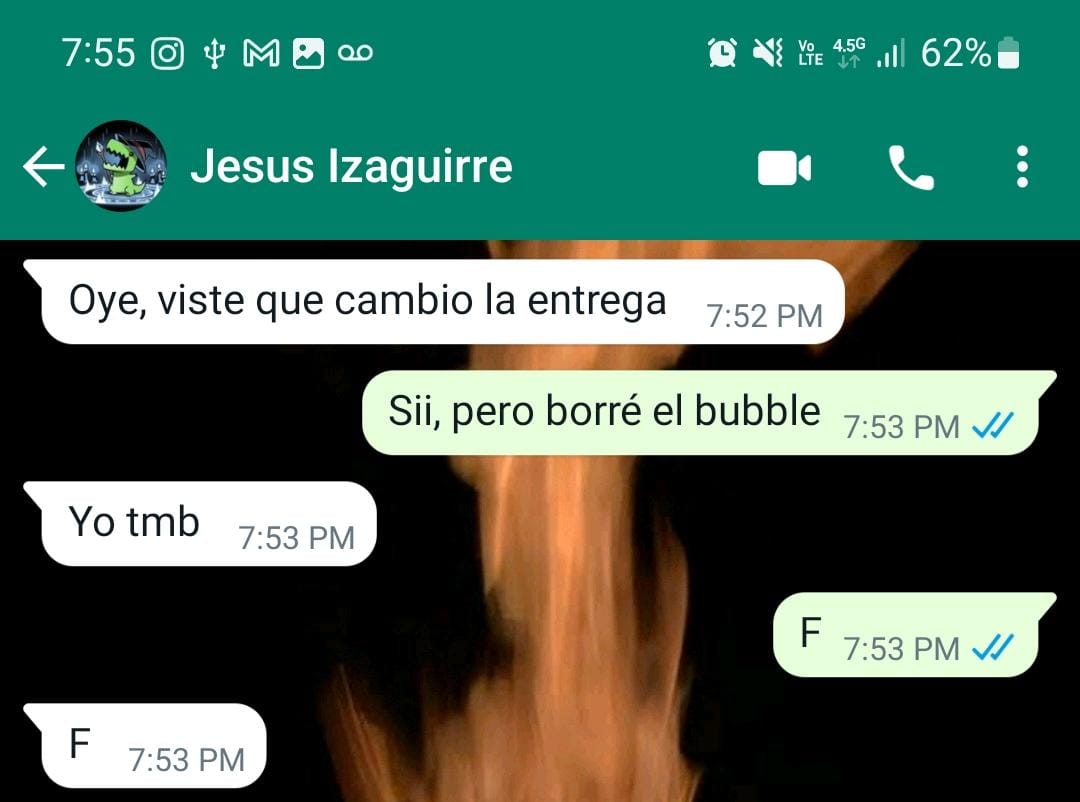 7:55 Vo LTE 4.5G 62%
Jesus Izaguirre
Oye, viste que cambio la entrega 7:52 PM
Sii, pero borré el bubble 7:53 PM
Yo tmb 7:53 PM
F 7:53 PM
F 7:53 PM